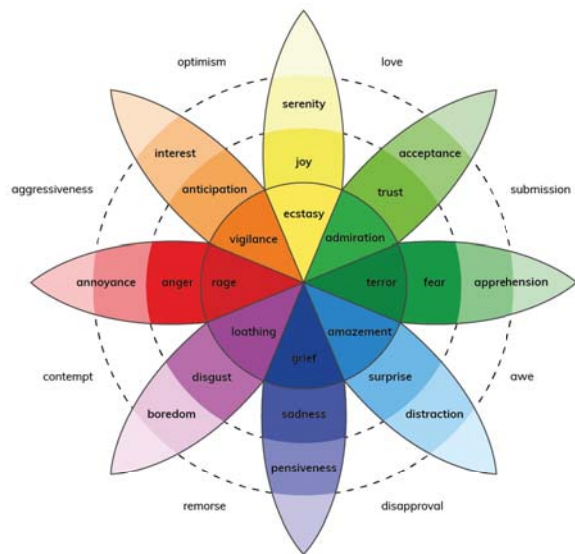 optimism
love
serenity
interest
acceptance
joy
aggressiveness
anticipation
trust
submission
ecstasy
vigilance
admiration
annoyance
anger
rage
terror
fear
apprehension
loathing
amazement
grief
contempt
disgust
surprise
awe
boredom
sadness
distraction
pensiveness
remorse
disapproval